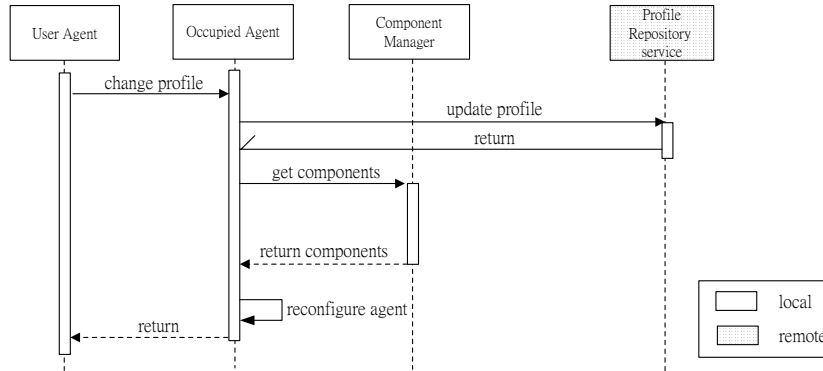 User Agent
Occupied Agent
Component
Manager
Profile
Repository
service
change profile
update profile
return
get components
return components
reconfigure agent
return
local
remote